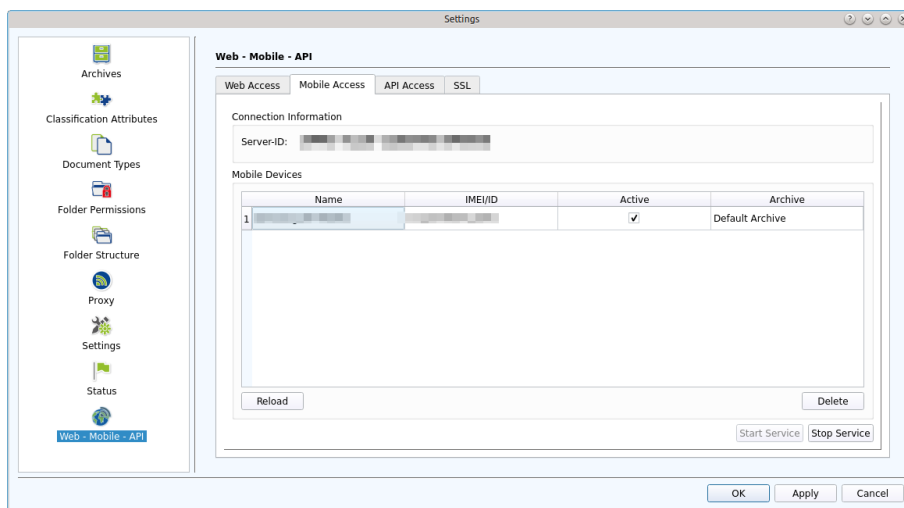 Settings
Archives
Classification Attributes
Document Types
Folder Permissions
Folder Structure
Proxy
Settings
Status
Web - Mobile - API
Web - Mobile - API
Web Access Mobile Access API Access SSL
Connection Information
Server-ID:
Mobile Devices
Name IMEI/ID Active Archive
1 Default Archive
Reload Delete
Start Service Stop Service
OK Apply Cancel